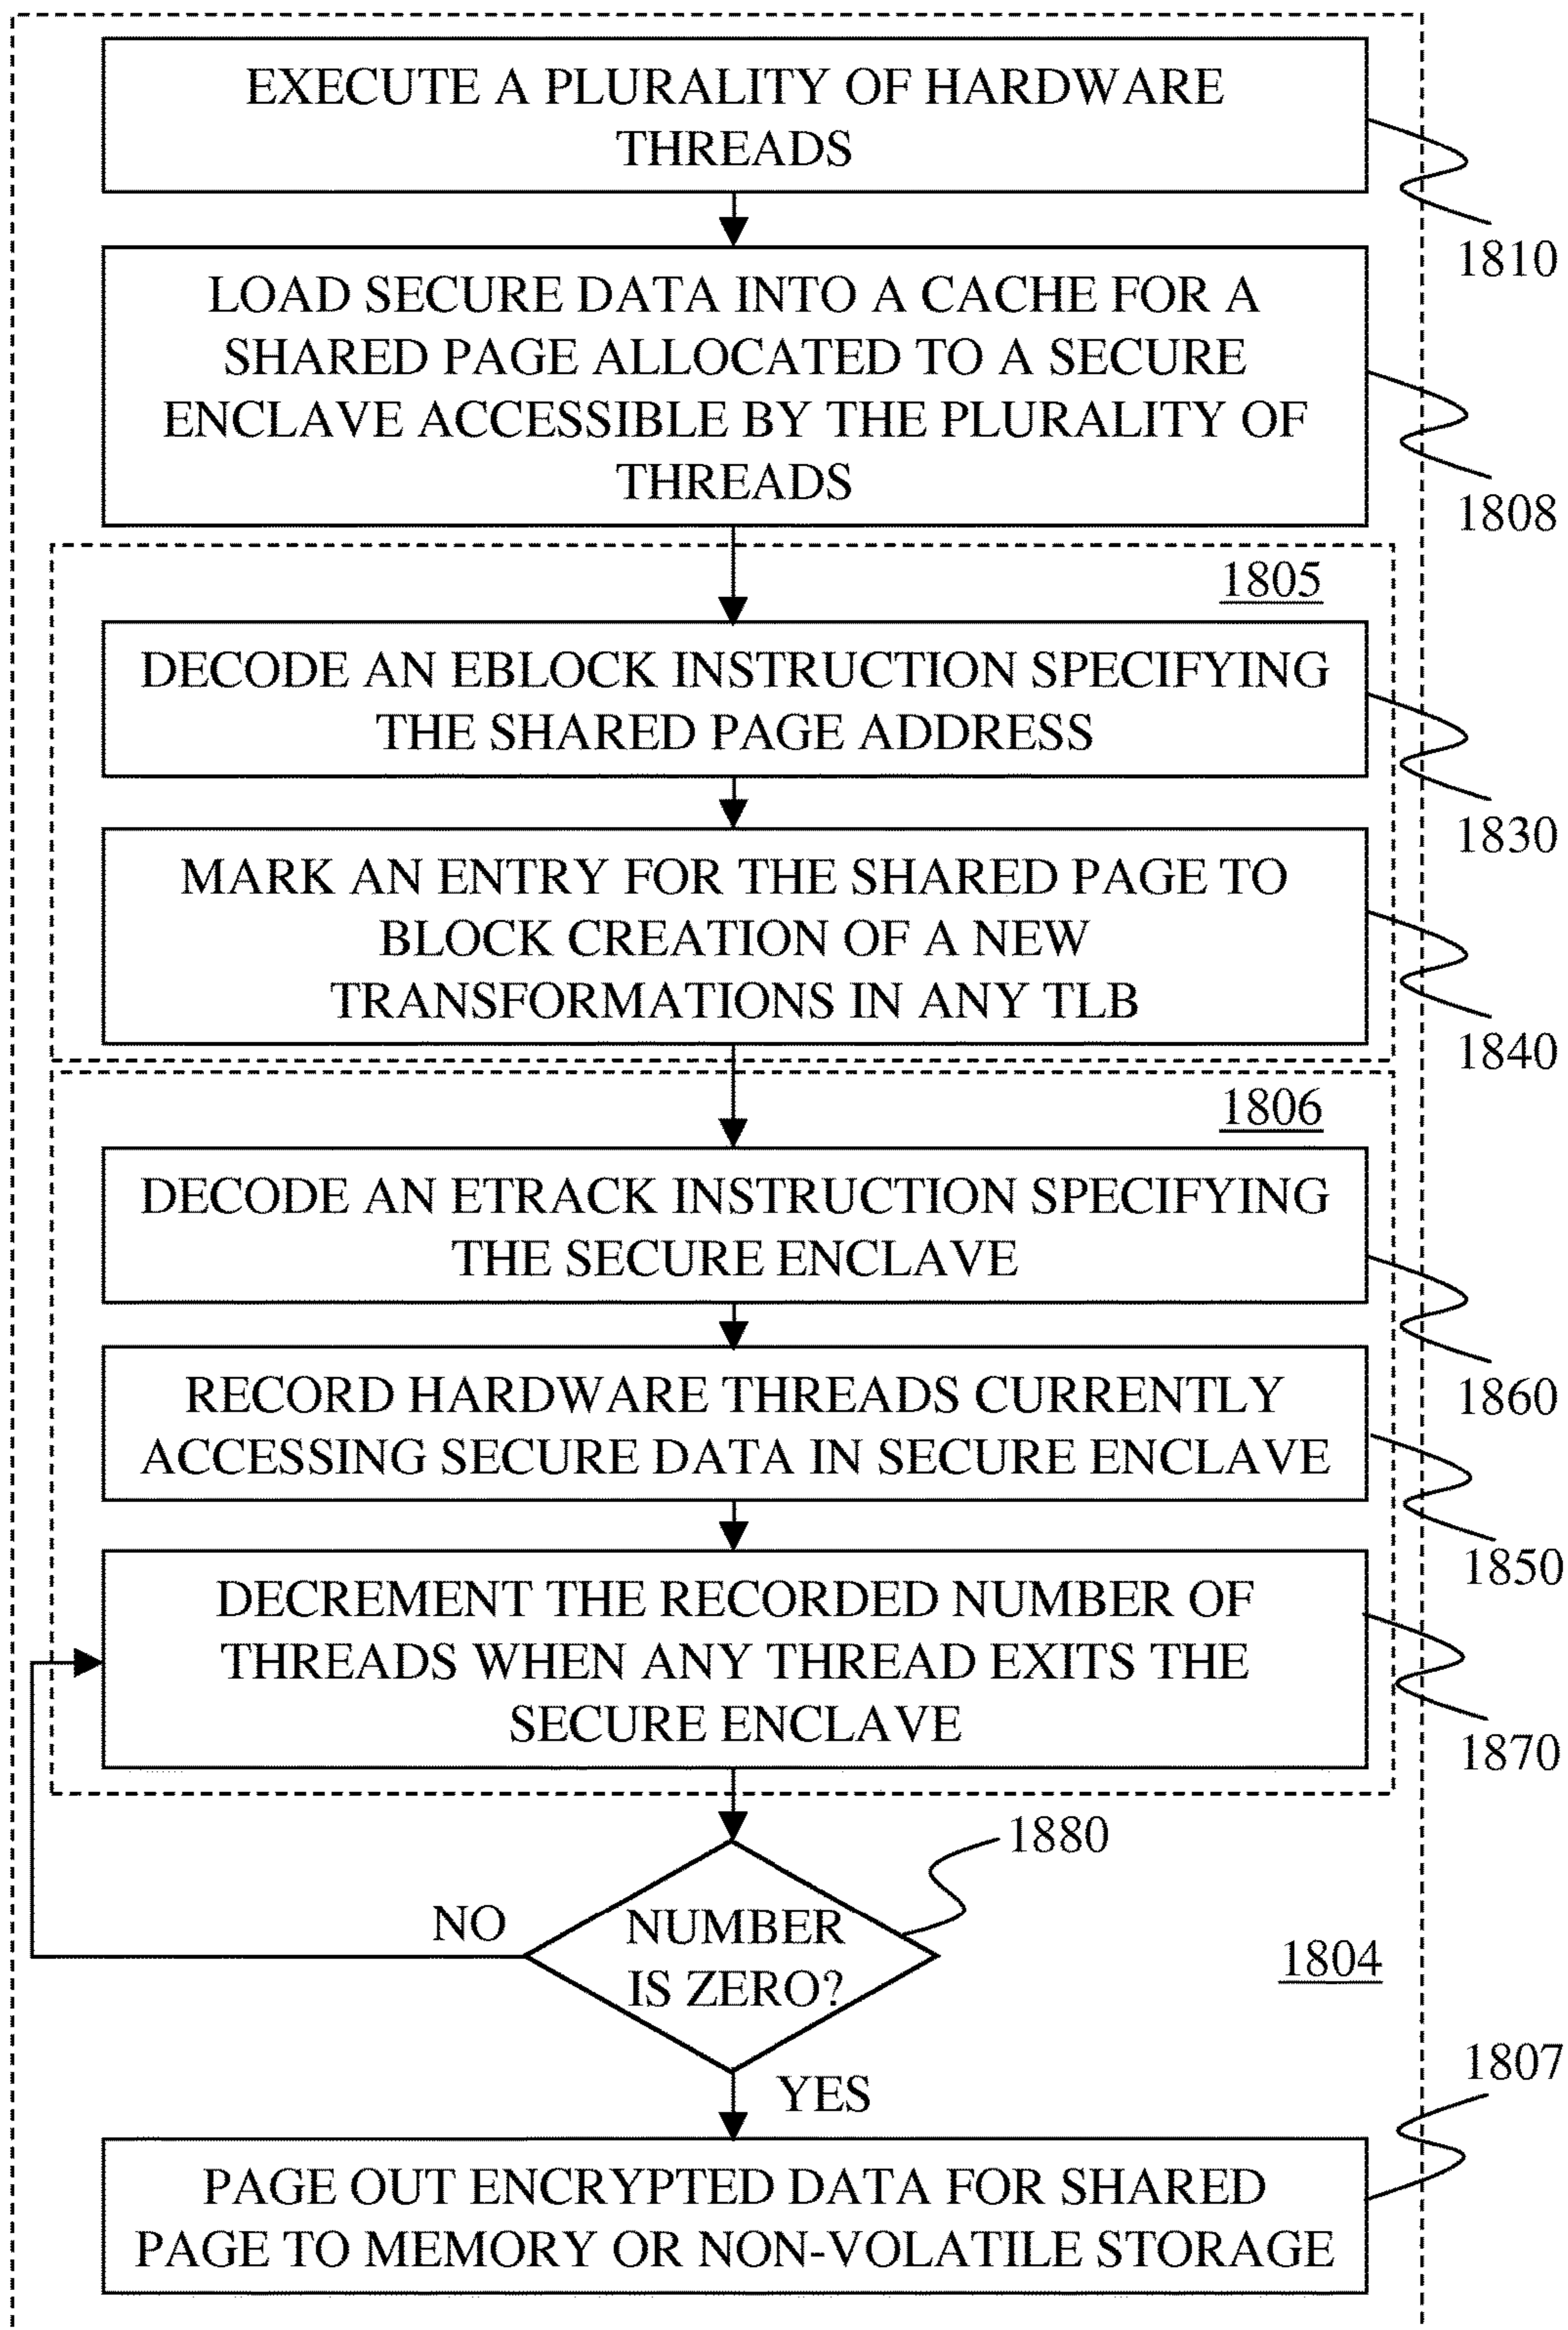 EXECUTE A PLURALITY OF HARDWARE
THREADS
1810
LOAD SECURE DATA INTO A CACHE FOR A
SHARED PAGE ALLOCATED TO A SECURE
ENCLAVE ACCESSIBLE BY THE PLURALITY OF
THREADS
1808
1805
DECODE AN EBLOCK INSTRUCTION SPECIFYING
THE SHARED PAGE ADDRESS
1830
MARK AN ENTRY FOR THE SHARED PAGE TO
BLOCK CREATION OF A NEW
TRANSFORMATIONS IN ANY TLB
1840
1806
DECODE AN ETRACK INSTRUCTION SPECIFYING
THE SECURE ENCLAVE
1860
RECORD HARDWARE THREADS CURRENTLY
ACCESSING SECURE DATA IN SECURE ENCLAVE
1850
DECREMENT THE RECORDED NUMBER OF
THREADS WHEN ANY THREAD EXITS THE
SECURE ENCLAVE
1870
1880
NO
NUMBER
IS ZERO?
1804
YES
1807
PAGE OUT ENCRYPTED DATA FOR SHARED
PAGE TO MEMORY OR NON-VOLATILE STORAGE